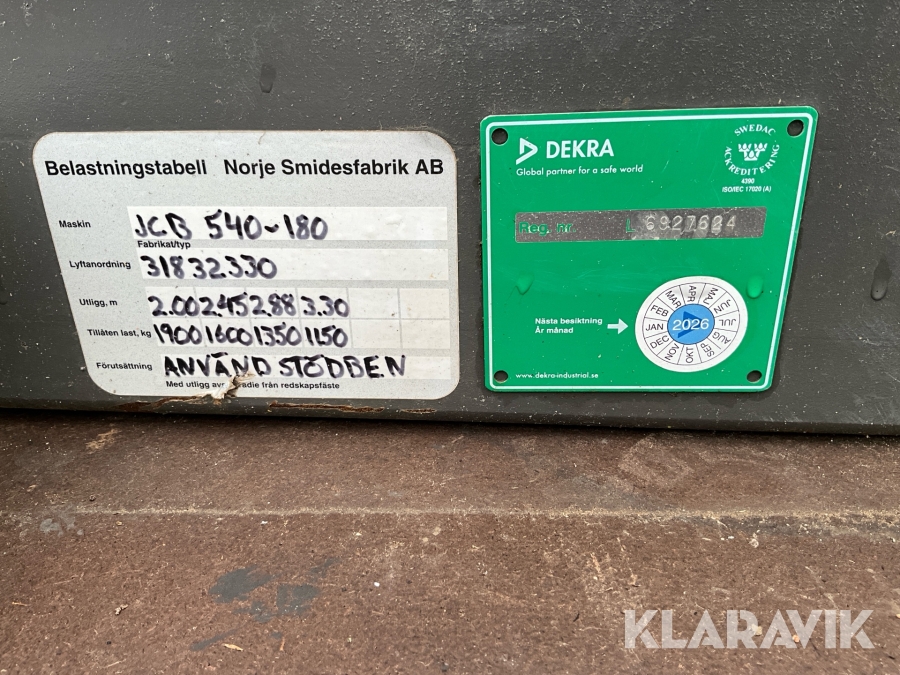 Belastningstabell Norje Smidesfabrik AB
Maskin JCB 540-180
Fabrikat/typ
Lyftanordning 31832330
Utligg, m 2.00 2.45 2.88 3.30
Tillåten last, kg 1900 1600 1350 1150
Förutsättning ANVÄND STÖDBEN
Med utligg avses radie från redskapsfäste
DEKRA
Global partner for a safe world
SWEDAC
ACKREDITERING
4390
ISO/IEC 17020 (A)
Reg. nr. L 6927624
Nästa besiktning
År månad
JAN FEB MAR APR MAJ JUN JUL AUG SEP OKT NOV DEC
2026
www.dekra-industrial.se
KLARAVIK